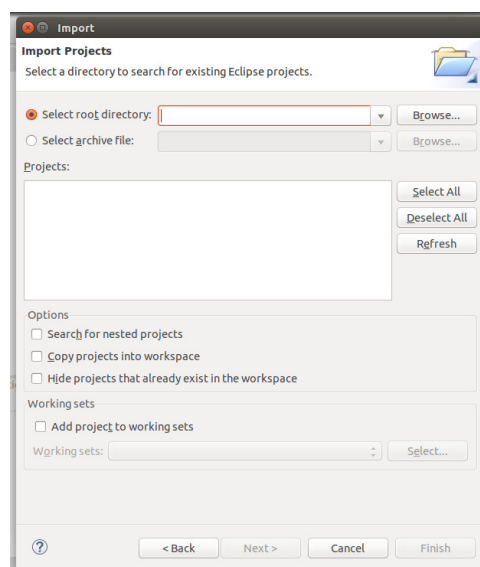 Import
Import Projects
Select a directory to search for existing Eclipse projects.
Select root directory:
Browse...
Select archive file:
Browse...
Projects:
Select All
Deselect All
Refresh
Options
Search for nested projects
Copy projects into workspace
Hide projects that already exist in the workspace
Working sets
Add project to working sets
Working sets:
Select...
?
< Back
Next >
Cancel
Finish